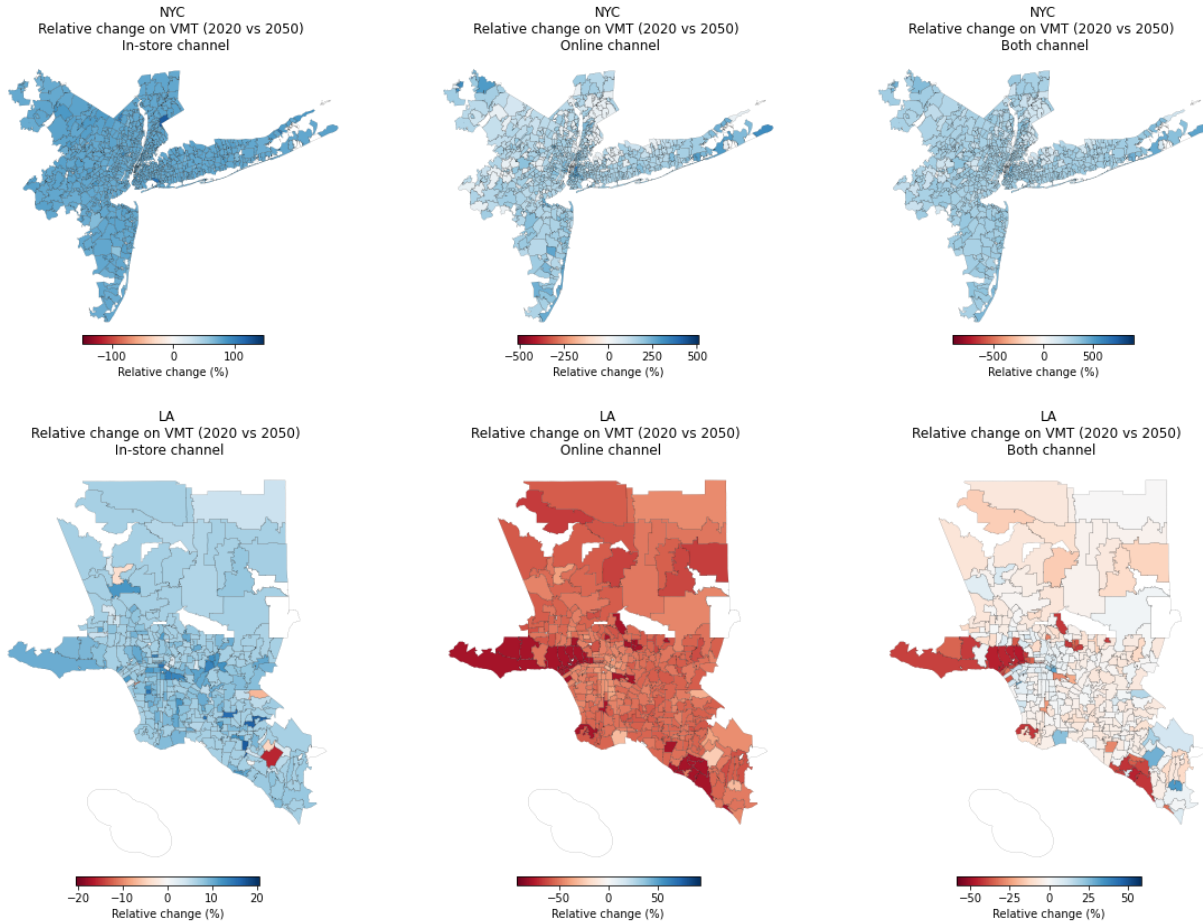 NYC
Relative change on VMT (2020 vs 2050)
In-store channel
−100 0 100
Relative change (%)
NYC
Relative change on VMT (2020 vs 2050)
Online channel
−500 −250 0 250 500
Relative change (%)
NYC
Relative change on VMT (2020 vs 2050)
Both channel
−500 0 500
Relative change (%)
LA
Relative change on VMT (2020 vs 2050)
In-store channel
−20 −10 0 10 20
Relative change (%)
LA
Relative change on VMT (2020 vs 2050)
Online channel
−50 0 50
Relative change (%)
LA
Relative change on VMT (2020 vs 2050)
Both channel
−50 −25 0 25 50
Relative change (%)